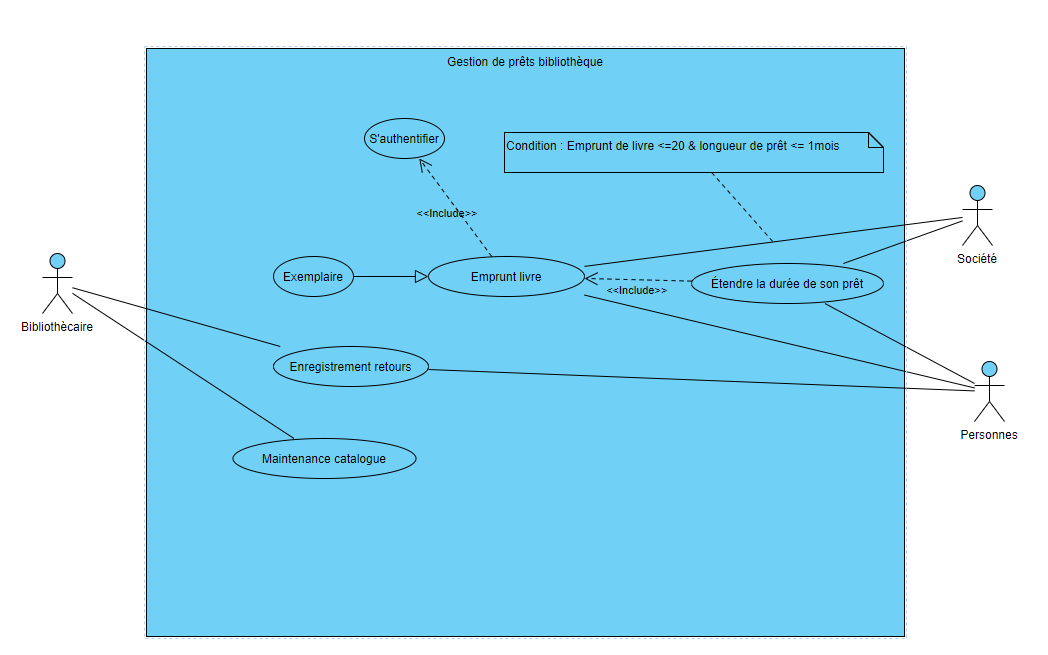 Gestion de prêts bibliothèque
S'authentifier
Condition : Emprunt de livre <=20 & longueur de prêt <= 1mois
<<Include>>
Société
Exemplaire
Emprunt livre
Étendre la durée de son prêt
<<Include>>
Bibliothècaire
Enregistrement retours
Personnes
Maintenance catalogue